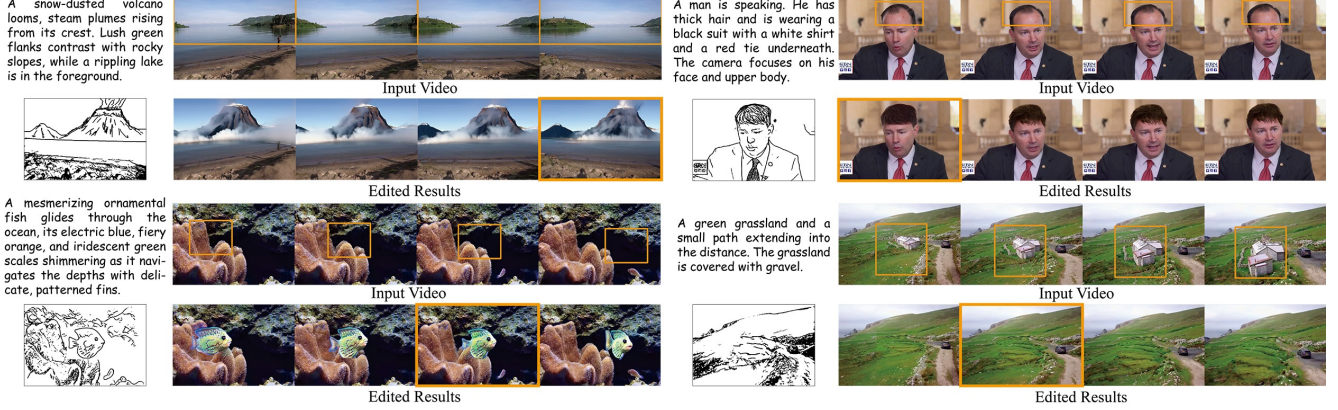 A snow-dusted volcano
looms, steam plumes rising
from its crest. Lush green
flanks contrast with rocky
slopes, while a rippling lake
is in the foreground.
Input Video
Edited Results
A mesmerizing ornamental
fish glides through the
ocean, its electric blue, fiery
orange, and iridescent green
scales shimmering as it navi-
gates the depths with deli-
cate, patterned fins.
Input Video
Edited Results
A man is speaking. He has
thick hair and is wearing a
black suit with a white shirt
and a red tie underneath.
The camera focuses on his
face and upper body.
Input Video
Edited Results
A green grassland and a
small path extending into
the distance. The grassland
is covered with gravel.
Input Video
Edited Results